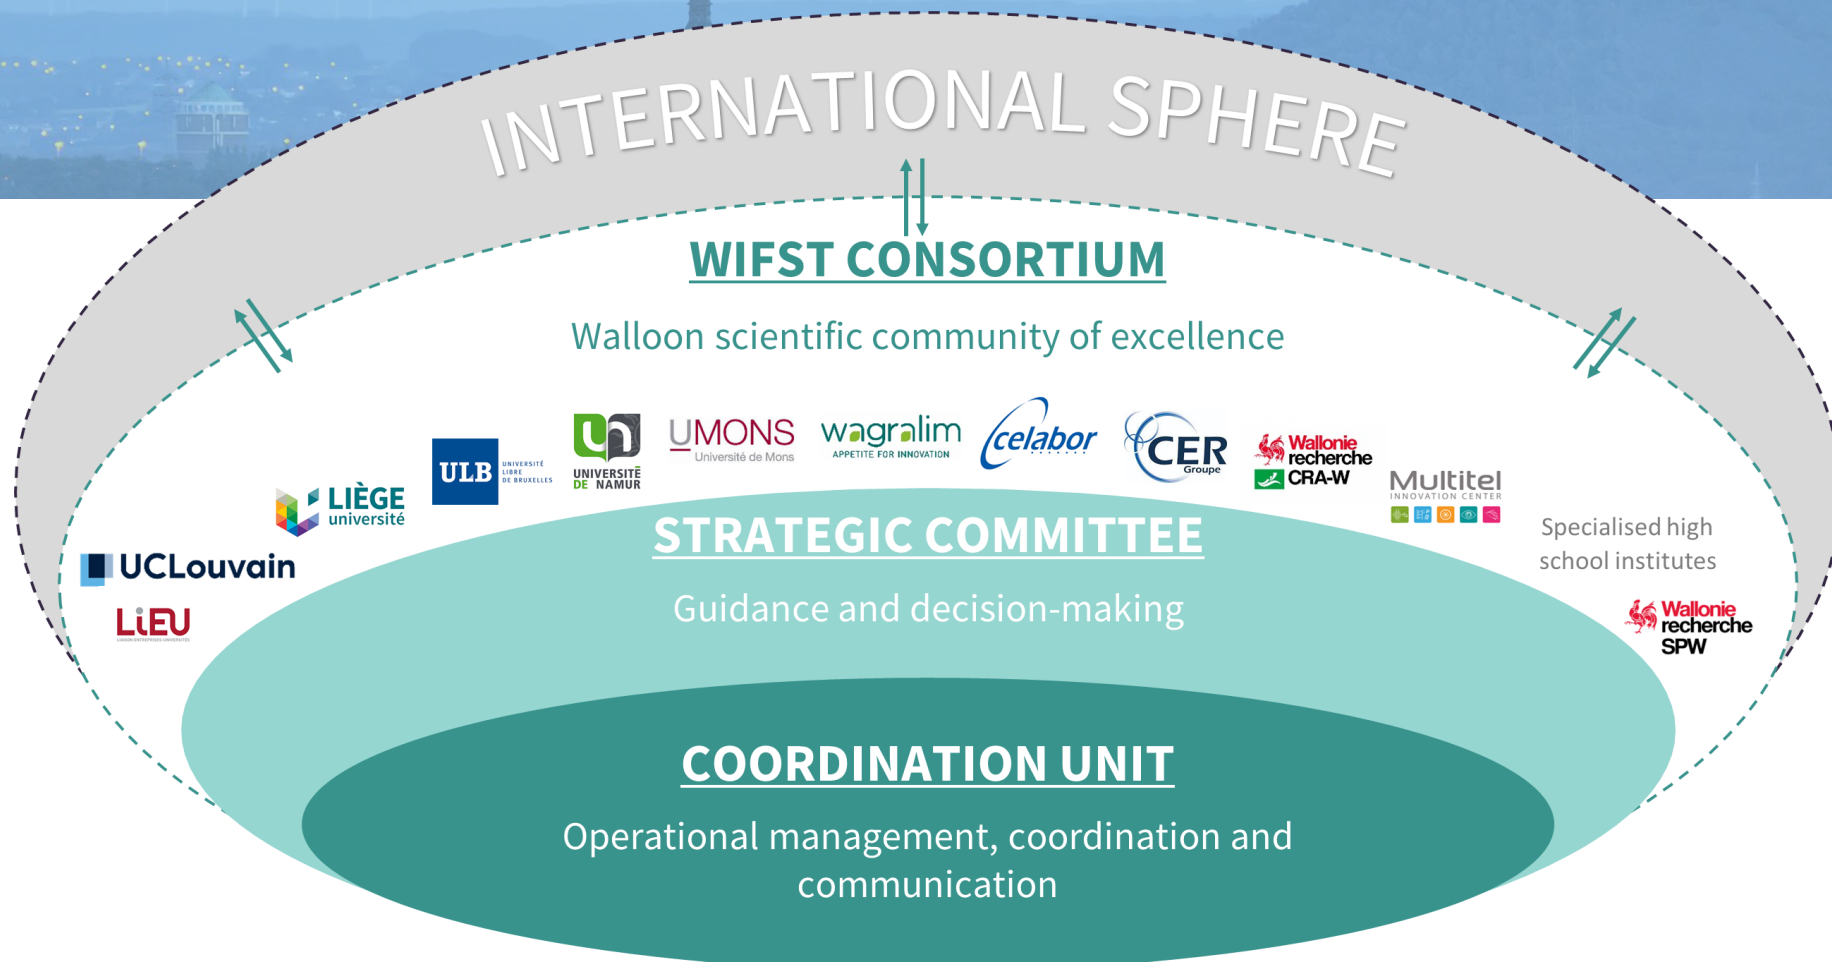 INTERNATIONAL SPHERE
WIFST CONSORTIUM
Walloon scientific community of excellence
LiEU
LIAISON ENTREPRISES-UNIVERSITÉS
UCLouvain
LIÈGE
université
ULB
UNIVERSITÉ
LIBRE
DE BRUXELLES
UNIVERSITÉ
DE NAMUR
UMONS
Université de Mons
wagralim
APPETITE FOR INNOVATION
celabor
CER
Groupe
Wallonie
recherche
CRA-W
Multitel
INNOVATION CENTER
Specialised high
school institutes
Wallonie
recherche
SPW
STRATEGIC COMMITTEE
Guidance and decision-making
COORDINATION UNIT
Operational management, coordination and
communication